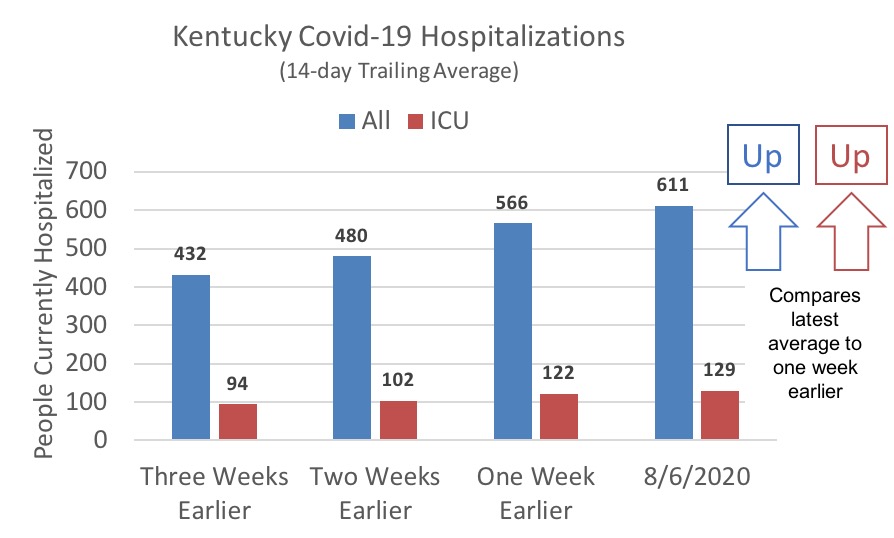 Kentucky Covid-19 Hospitalizations
(14-day Trailing Average)
All ICU
People Currently Hospitalized
700
600
500
400
300
200
100
0
432
94
480
102
566
122
611
129
Three Weeks
Earlier
Two Weeks
Earlier
One Week
Earlier
8/6/2020
Up
Up
Compares
latest
average to
one week
earlier